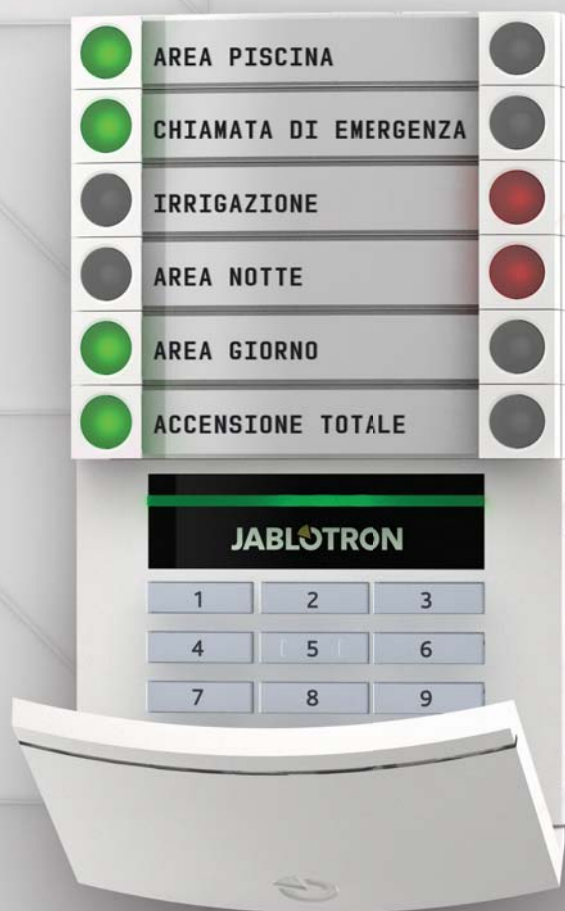 AREA PISCINA
CHIAMATA DI EMERGENZA
IRRIGAZIONE
AREA NOTTE
AREA GIORNO
ACCENSIONE TOTALE
JABLOTRON
1 2 3
4 5 6
7 8 9